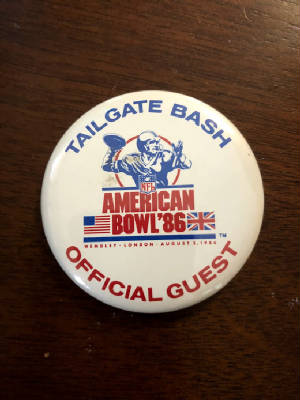 TAILGATE BASH
NFL
AMERICAN
BOWL '86
TM
WEMBLEY • LONDON • AUGUST 3, 1986
OFFICIAL GUEST